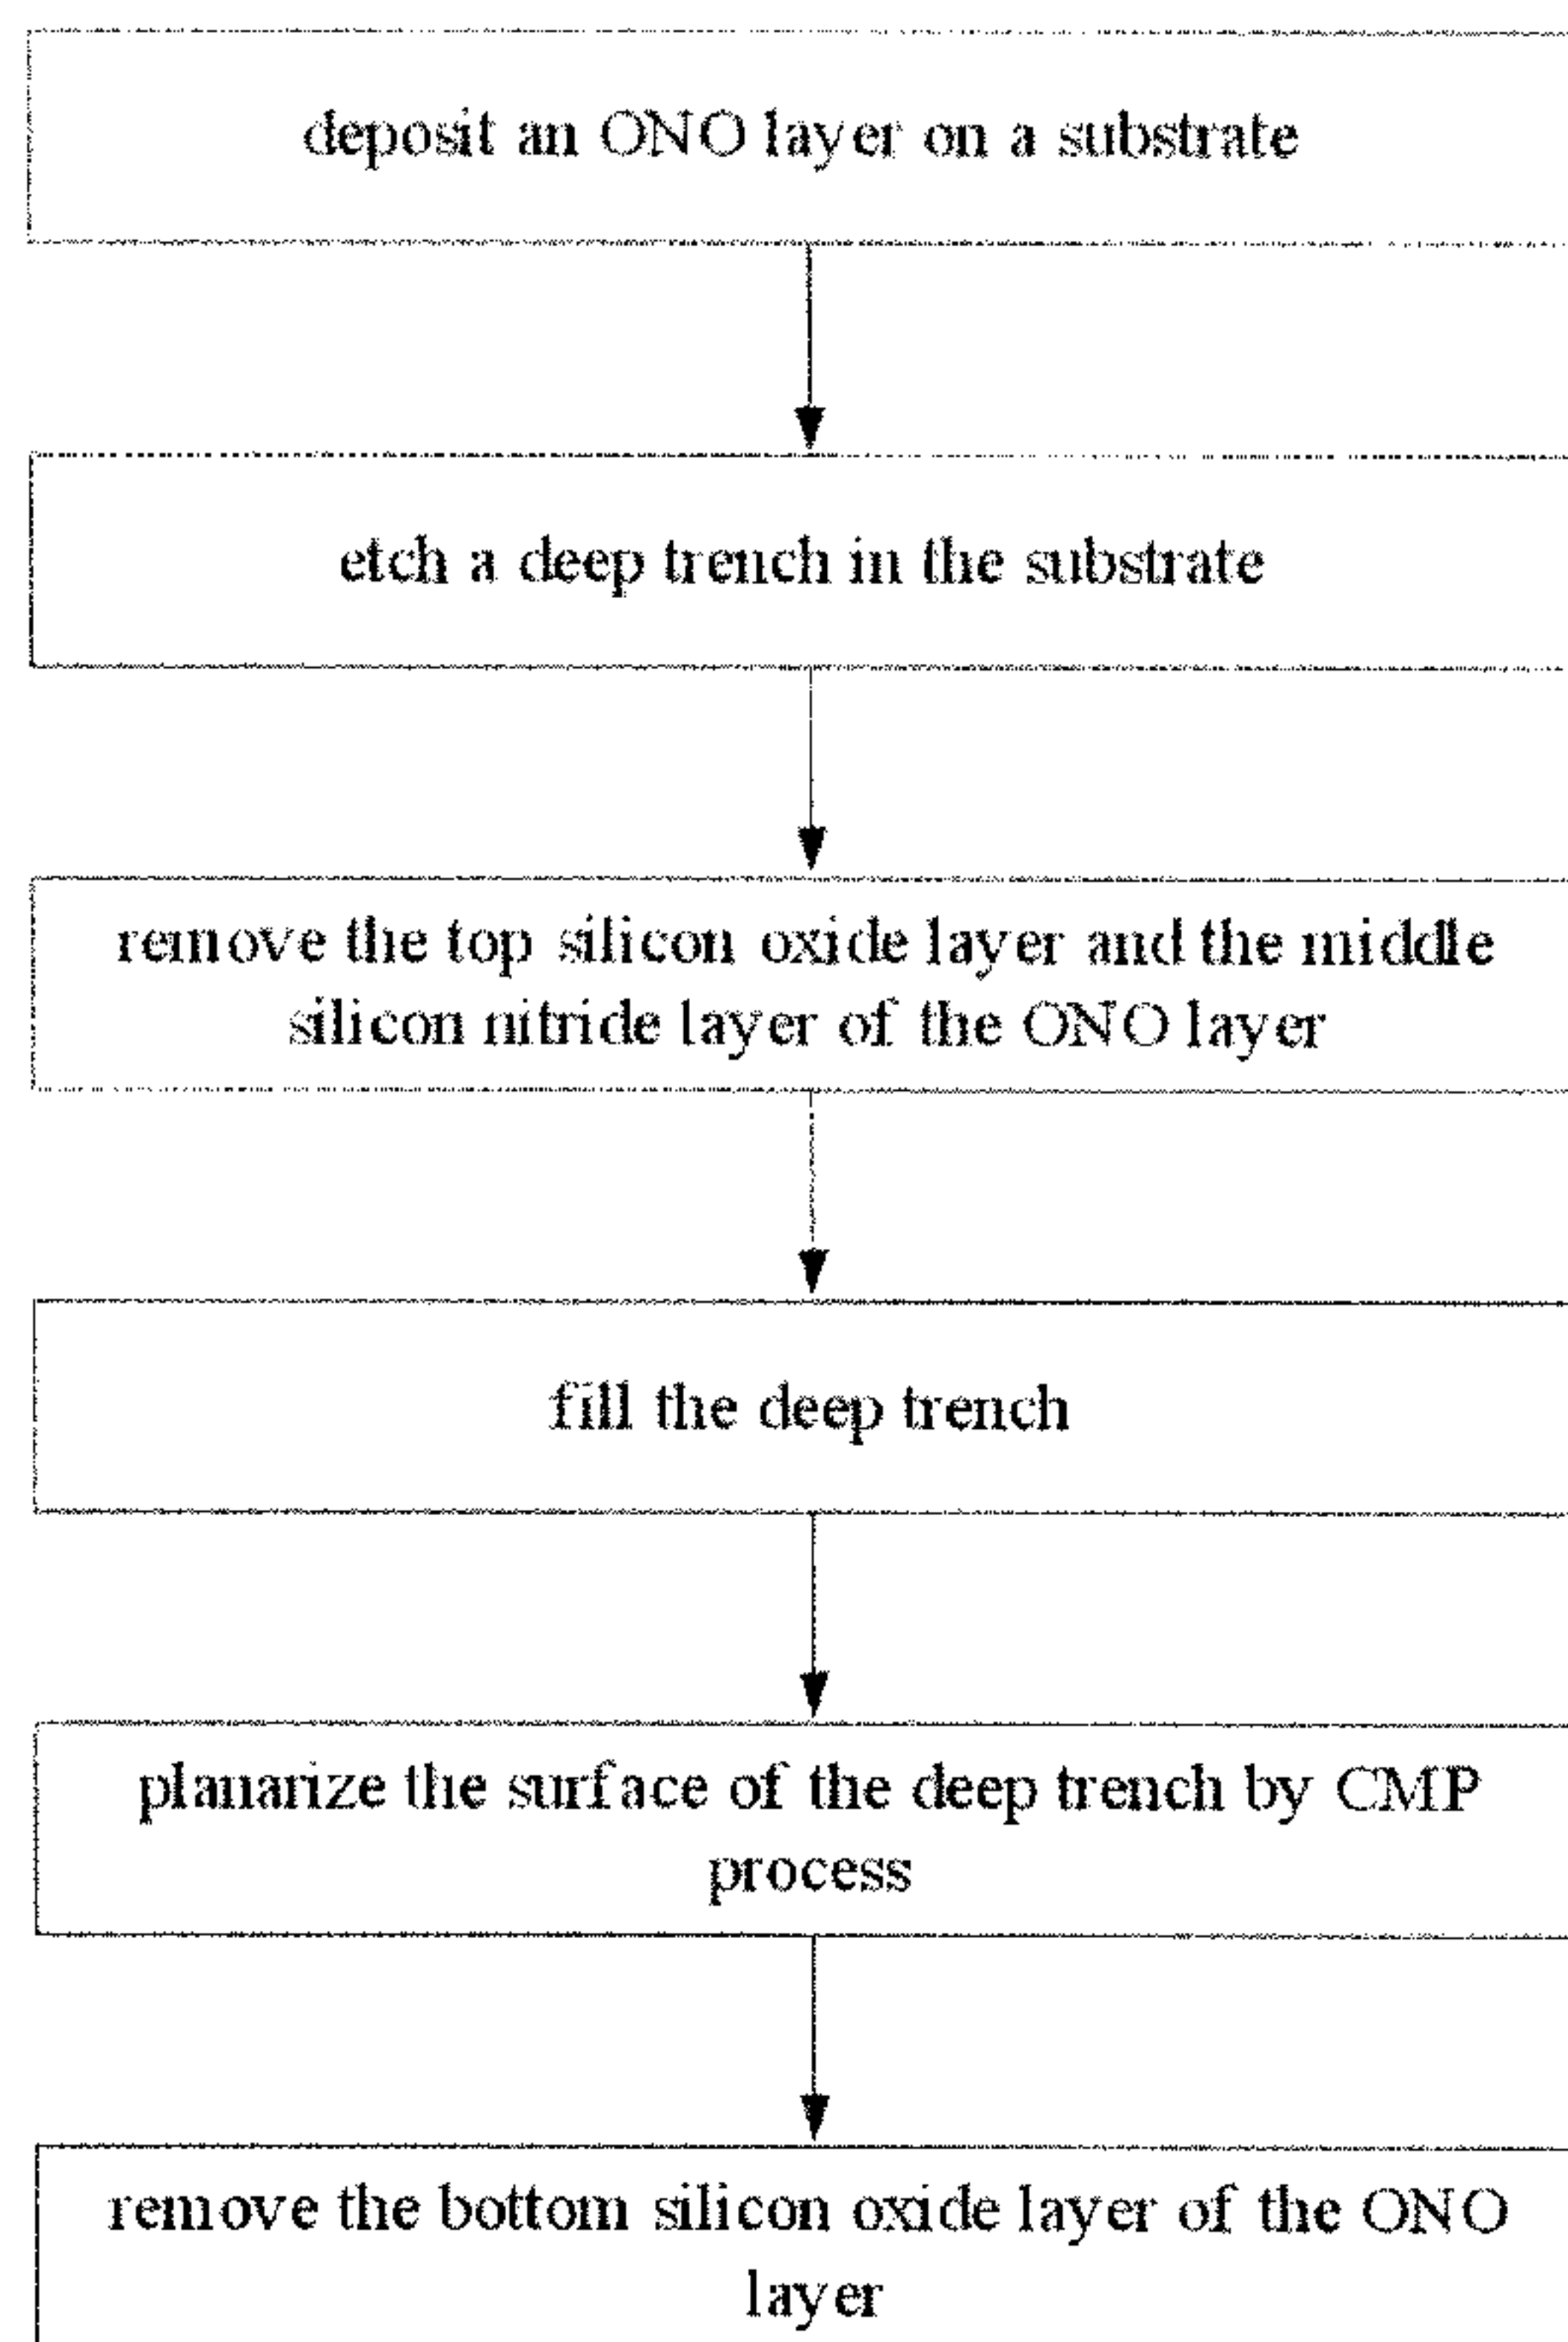 deposit an ONO layer on a substrate
etch a deep trench in the substrate
remove the top silicon oxide layer and the middle
silicon nitride layer of the ONO layer
fill the deep trench
planarize the surface of the deep trench by CMP
process
remove the bottom silicon oxide layer of the ONO
layer